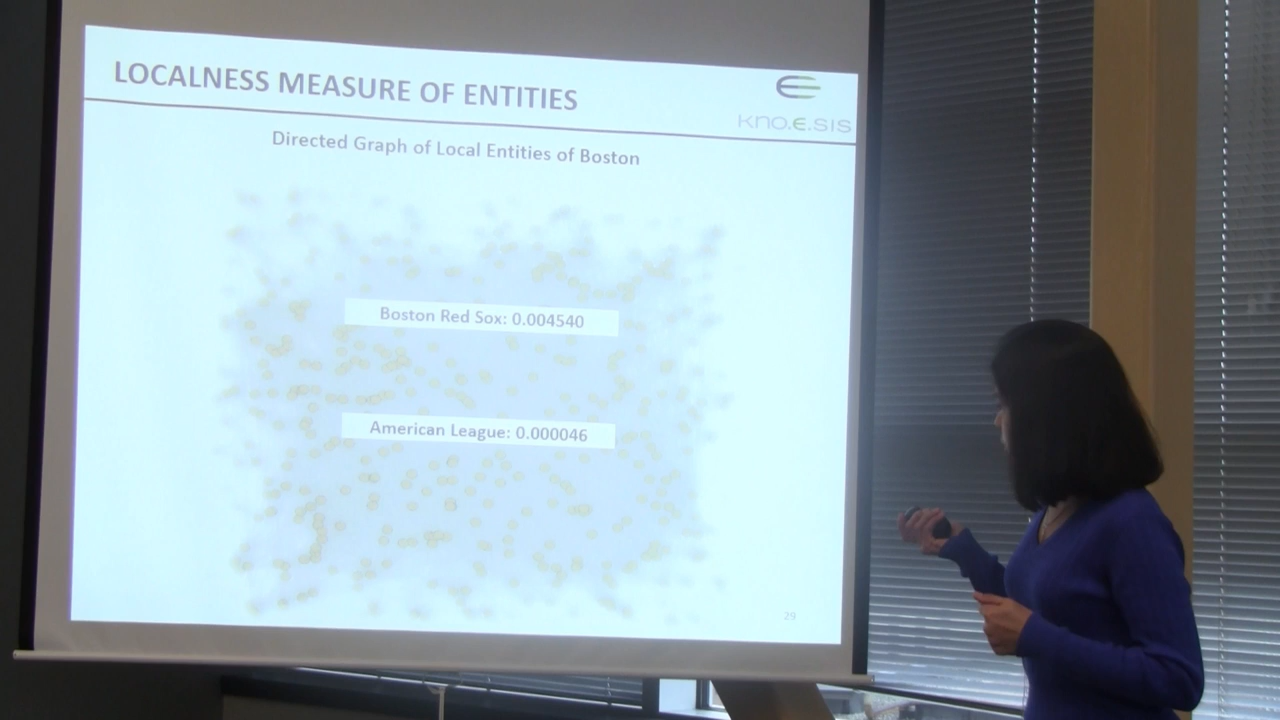 LOCALNESS MEASURE OF ENTITIES
kno.e.sis
Directed Graph of Local Entities of Boston
Boston Red Sox: 0.004540
American League: 0.000046
29